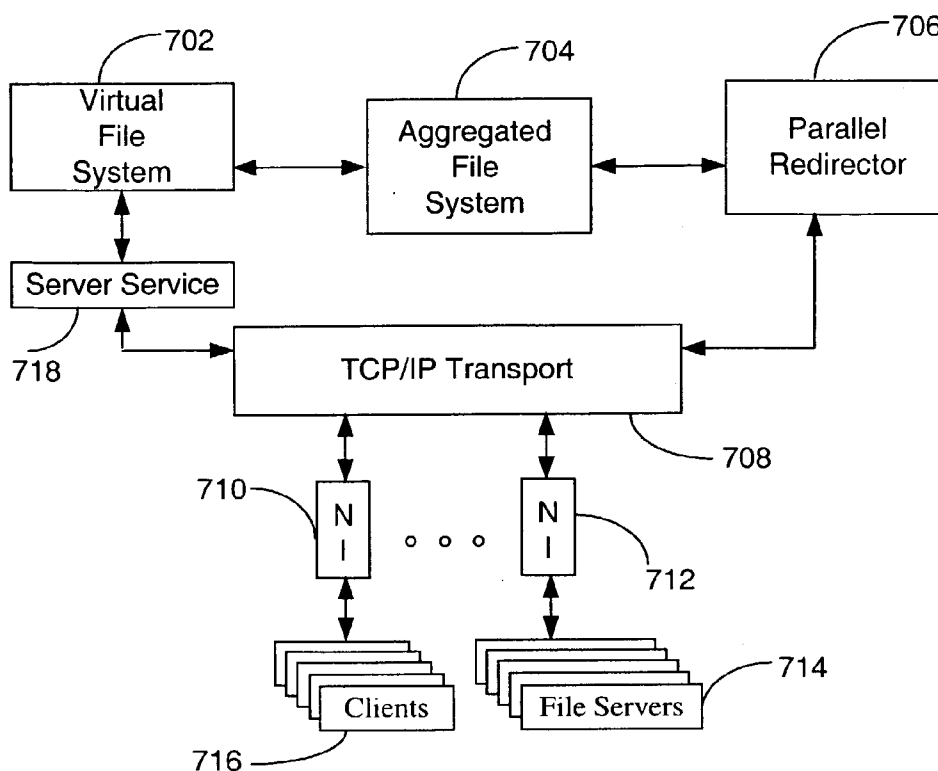 702
704
706
Virtual
File
System
Aggregated
File
System
Parallel
Redirector
Server Service
718
TCP/IP Transport
708
710
N
I
N
I
712
Clients
File Servers
714
716